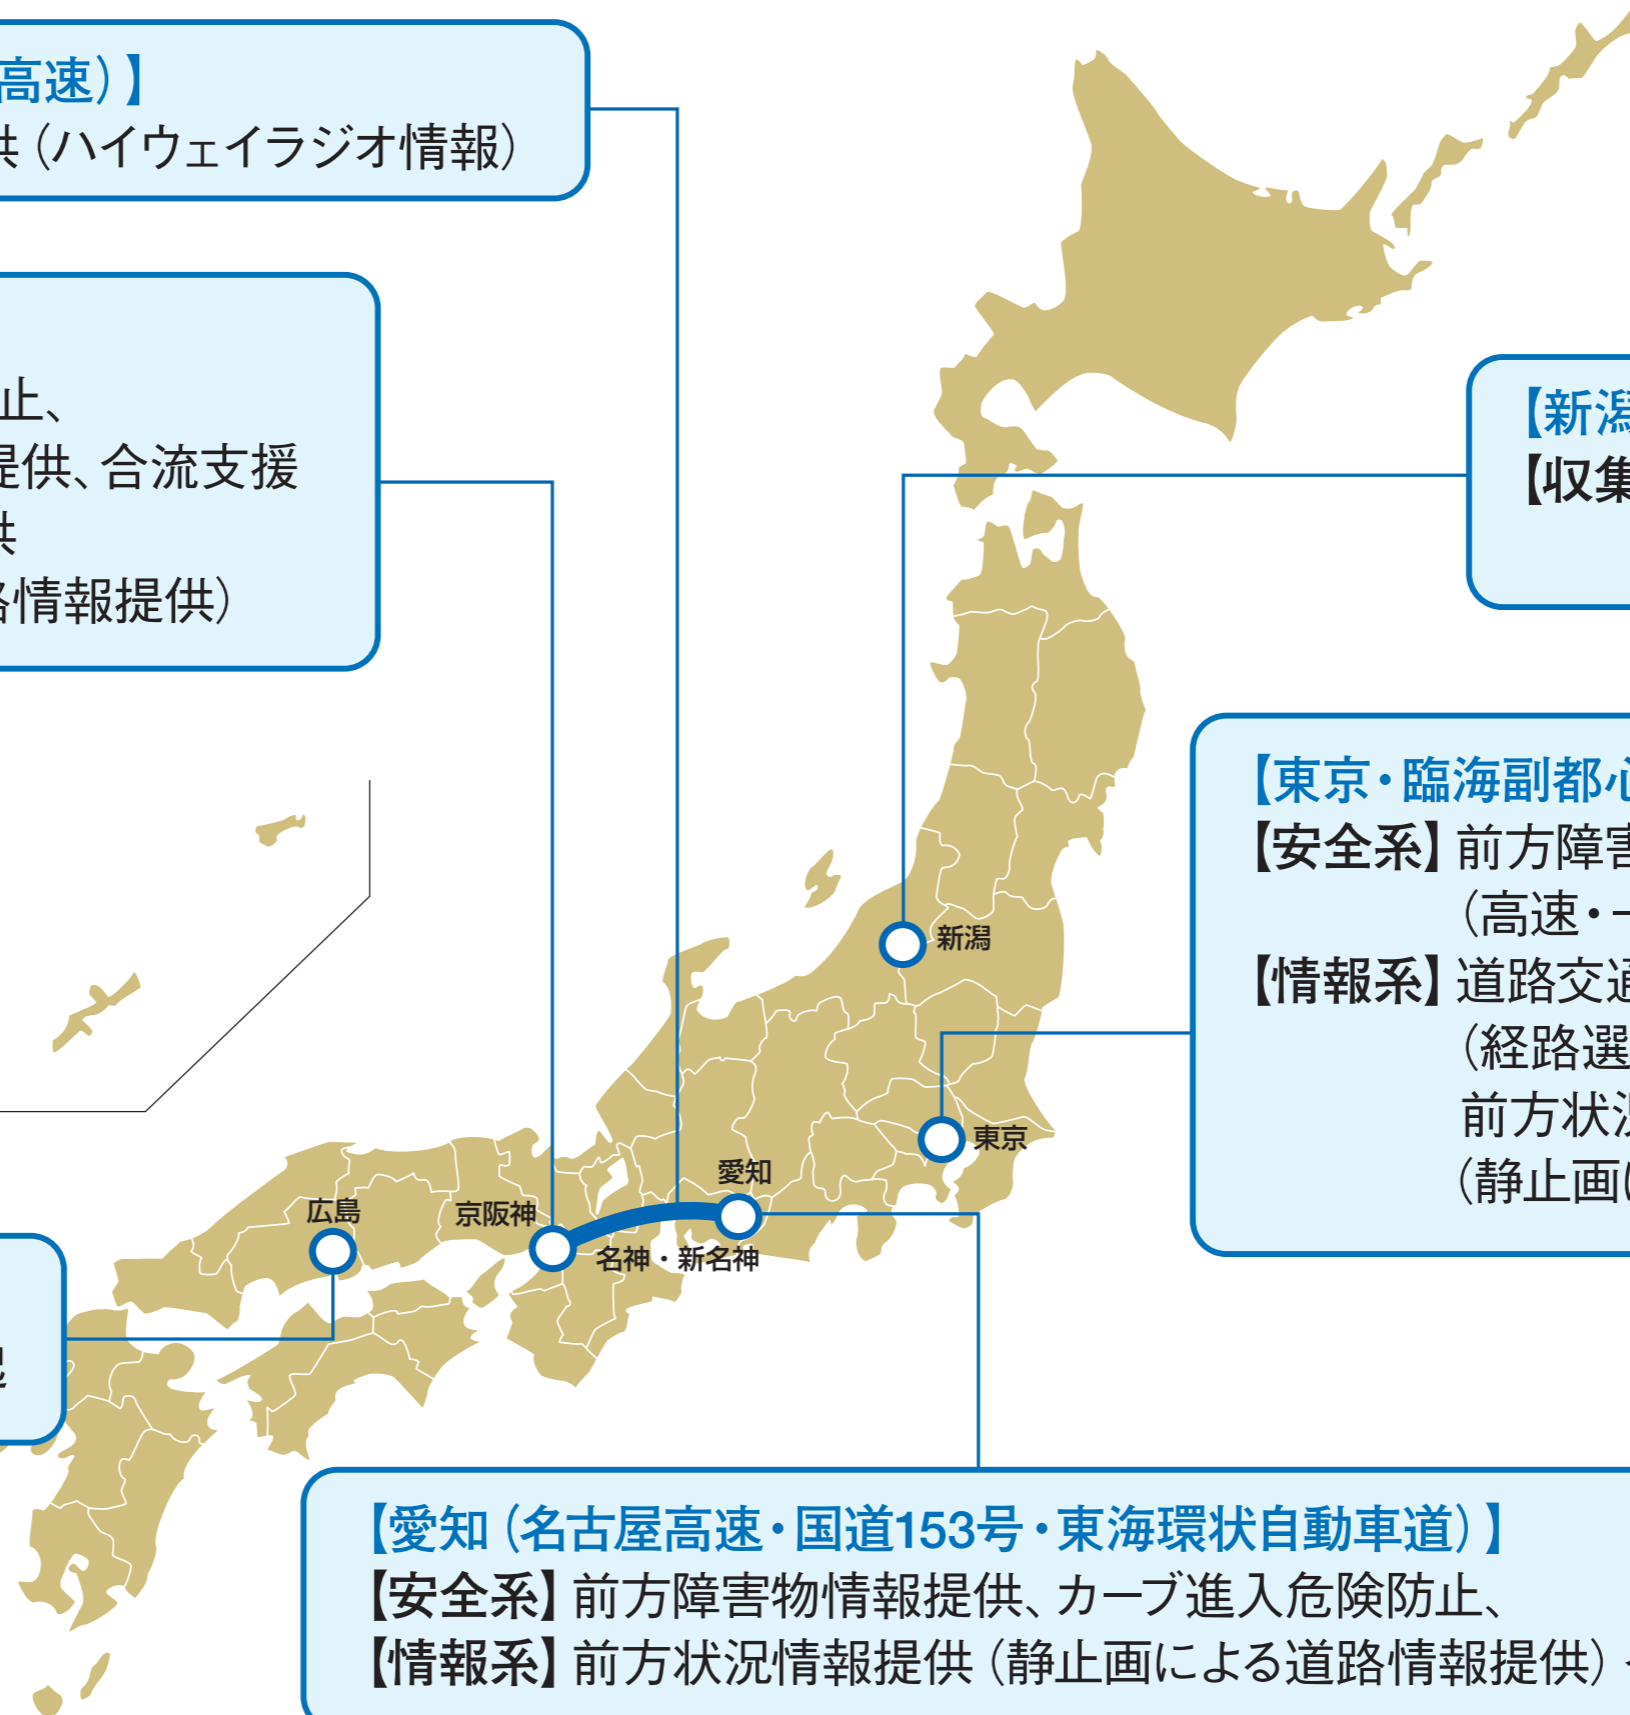 高速）】
供（ハイウェイラジオ情報）
止、
提供、合流支援
供
路情報提供）
【新潟
【収集
【東京・臨海副都心
【安全系】前方障害
（高速・一
【情報系】道路交通
（経路選
前方状況
（静止画に
新潟
東京
愛知
京阪神
広島
名神・新名神
起
【愛知（名古屋高速・国道153号・東海環状自動車道）】
【安全系】前方障害物情報提供、カーブ進入危険防止、
【情報系】前方状況情報提供（静止画による道路情報提供）